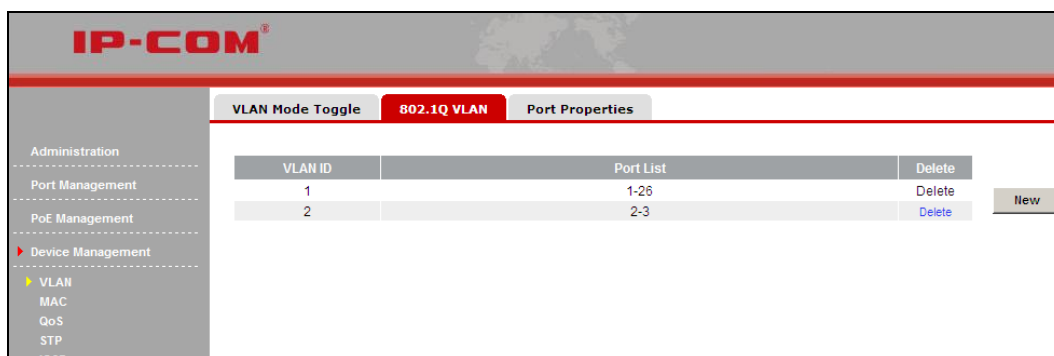 IP-COM®
VLAN Mode Toggle 802.1Q VLAN Port Properties
Administration
Port Management
PoE Management
Device Management
VLAN
MAC
QoS
STP
VLAN ID Port List Delete
1 1-26 Delete
2 2-3 Delete
New